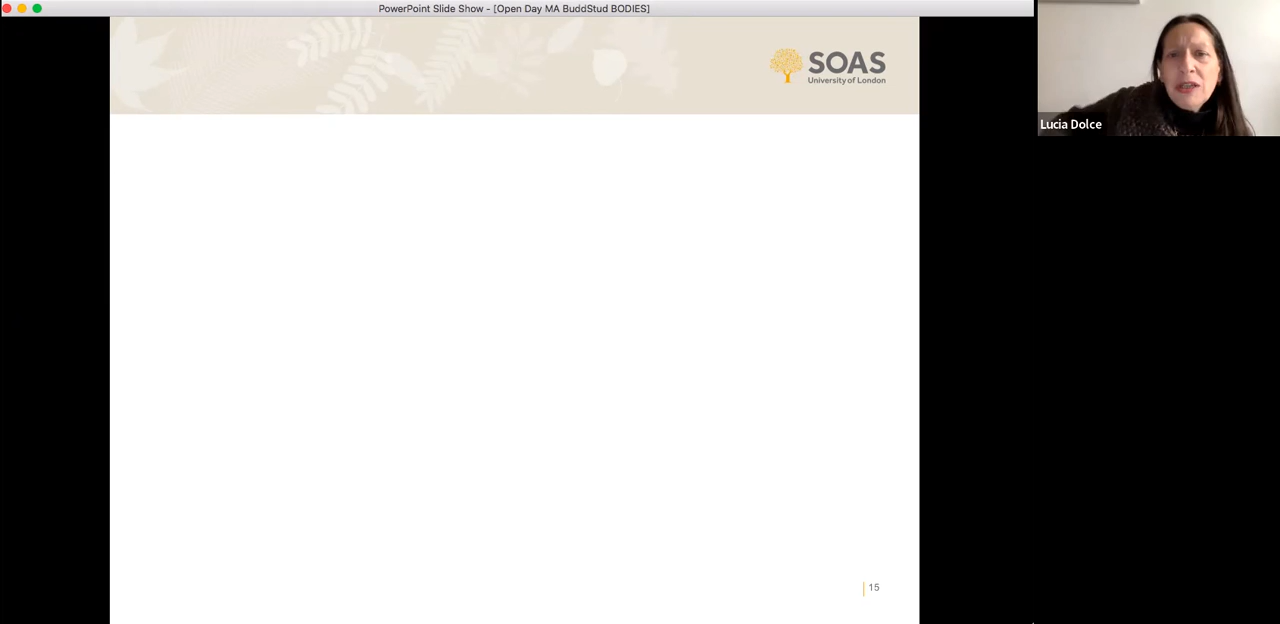 PowerPoint Slide Show - [Open Day MA BuddStud BODIES]
SOAS
University of London
Lucia Dolce
15